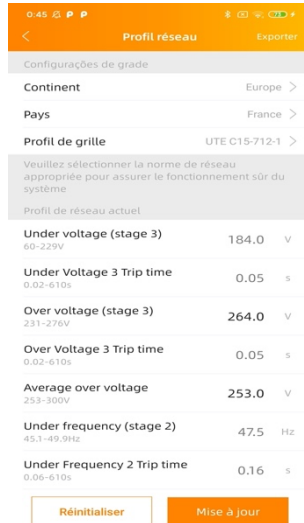 0:45
Profil réseau
Exporter
Configurações de grade
Continent Europe
Pays France
Profil de grille UTE C15-712-1
Veuillez sélectionner la norme de réseau
appropriée pour assurer le fonctionnement sûr du
système
Profil de réseau actuel
Under voltage (stage 3) 184.0 V
60-229V
Under Voltage 3 Trip time 0.05 s
0.02-610s
Over voltage (stage 3) 264.0 V
231-276V
Over Voltage 3 Trip time 0.05 s
0.02-610s
Average over voltage 253.0 V
253-300V
Under frequency (stage 2) 47.5 Hz
45.1-49.9Hz
Under Frequency 2 Trip time 0.16 s
0.06-610s
Réinitialiser
Mise à jour